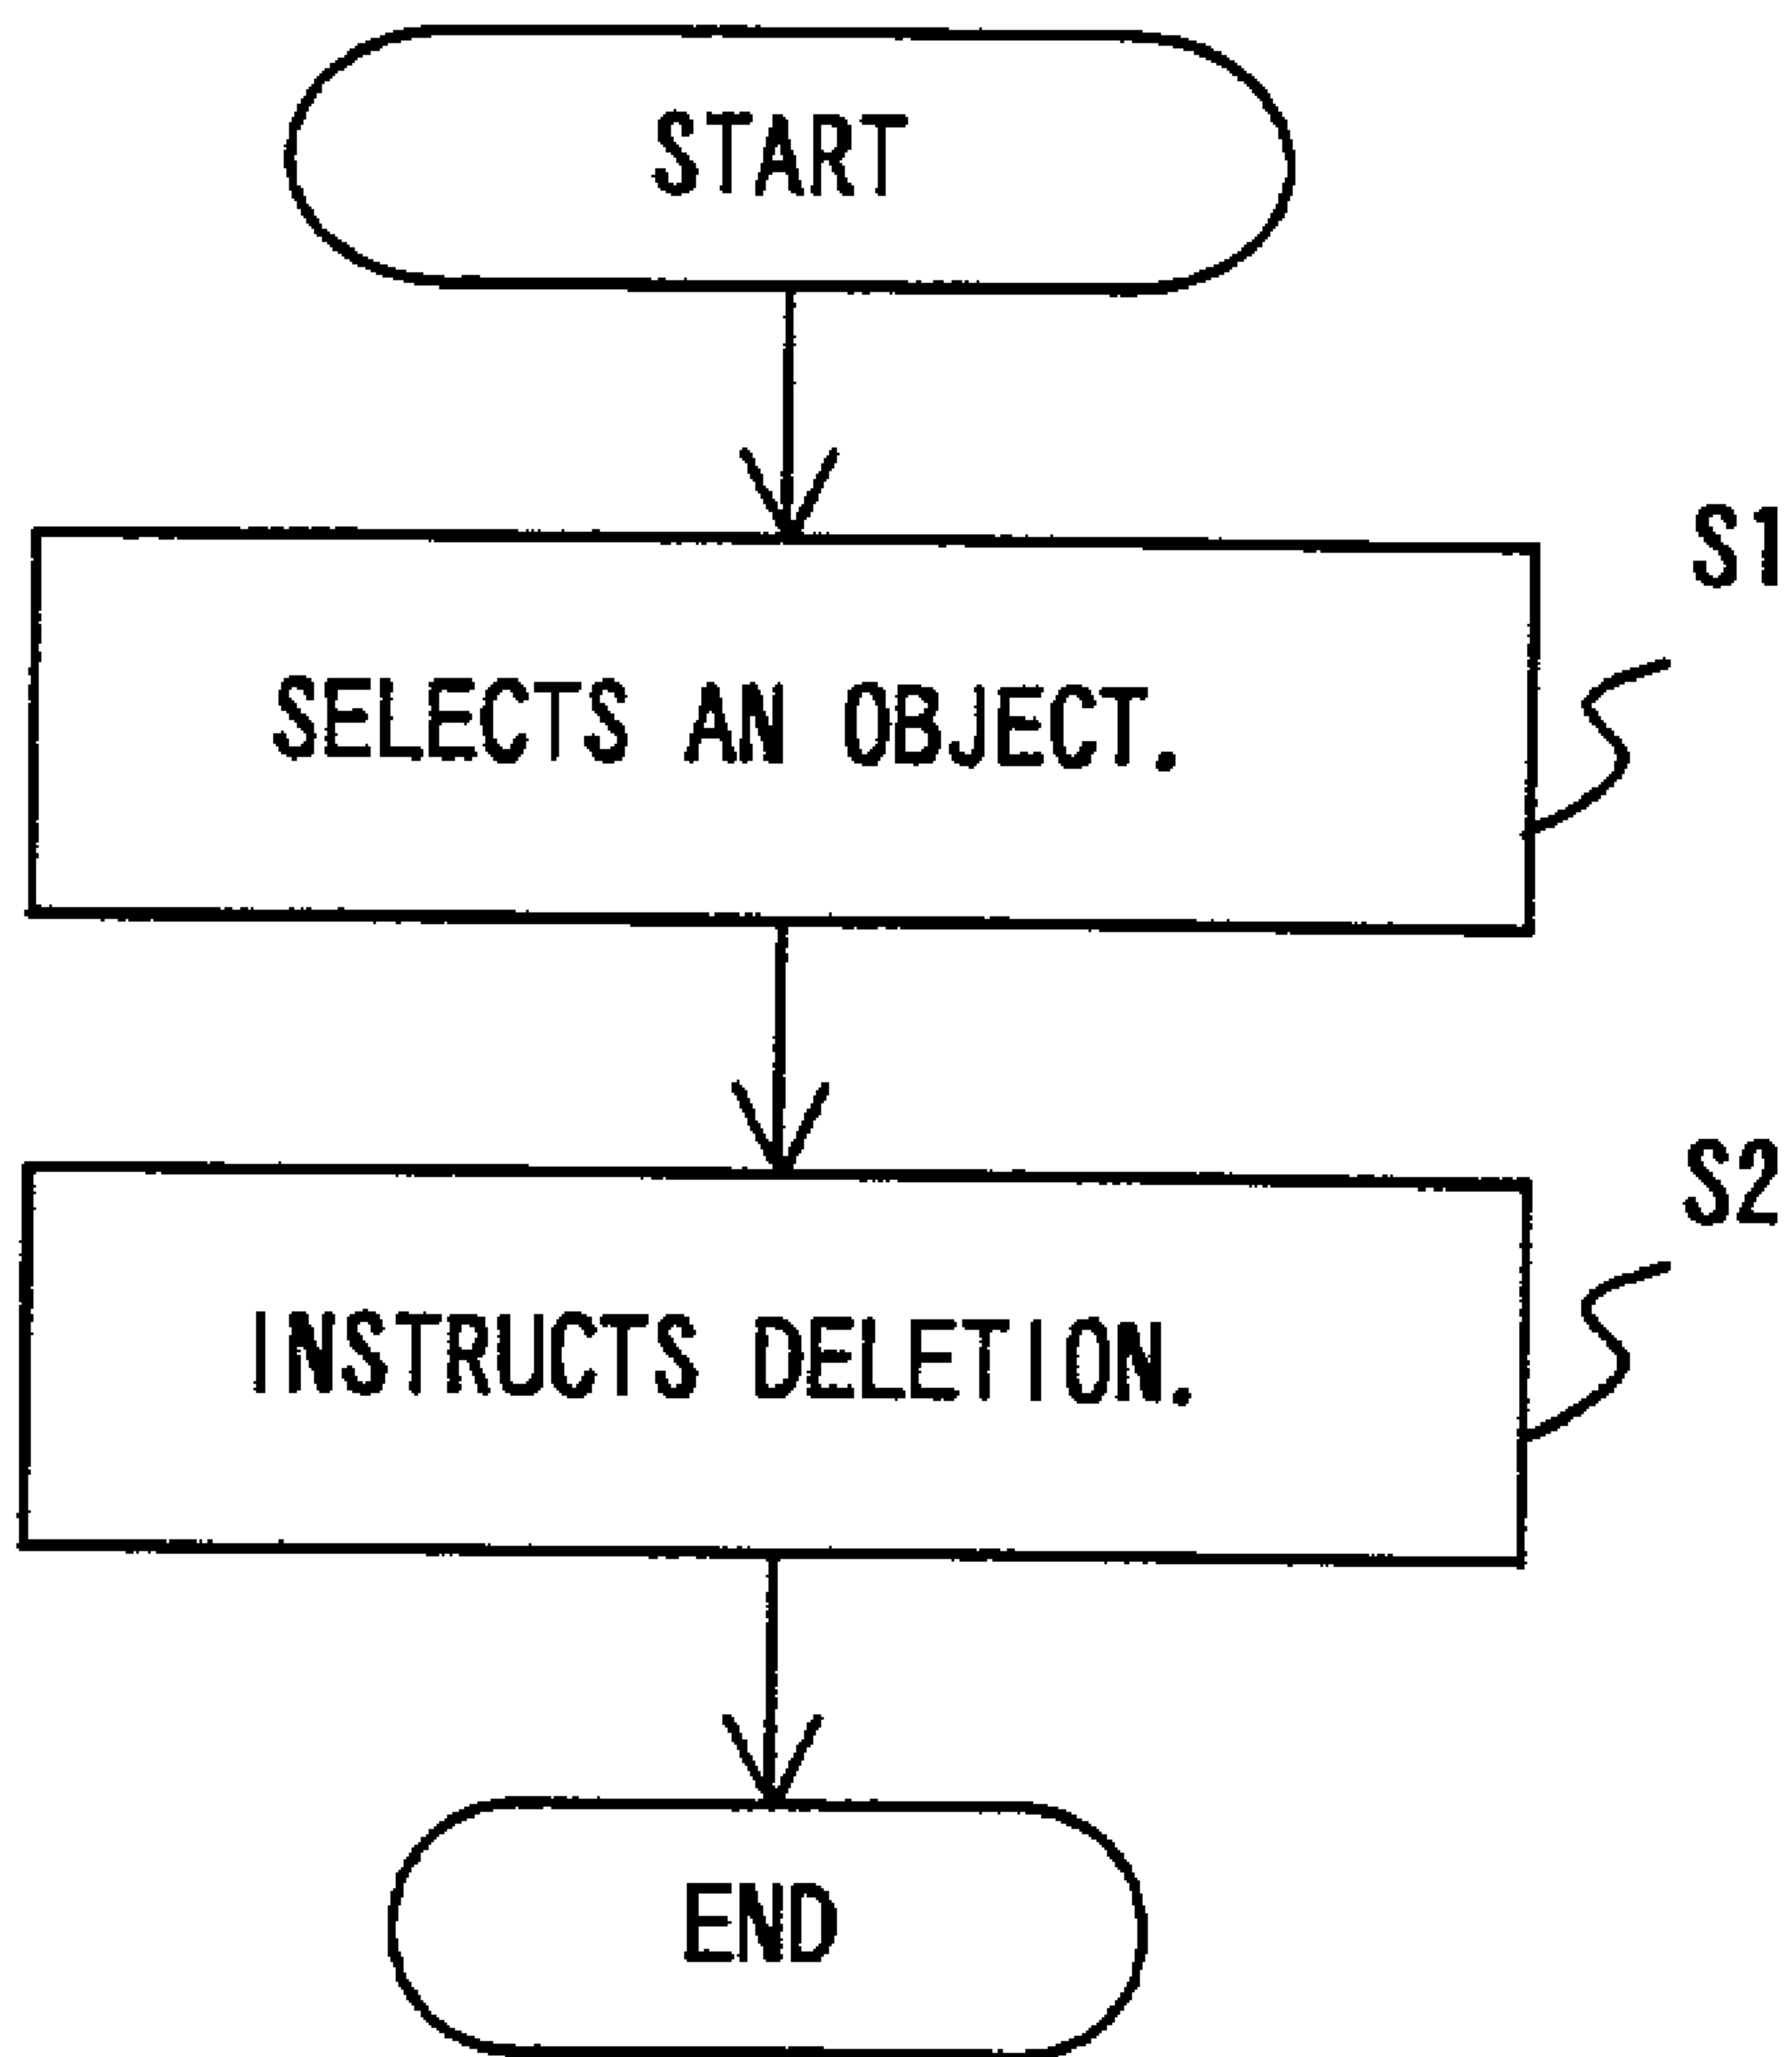 START
S1
SELECTS AN OBJECT.
S2
INSTRUCTS DELETION.
END